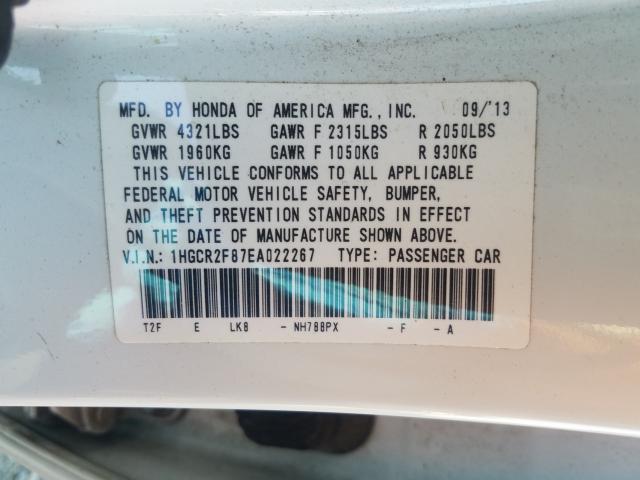 MFD. BY HONDA OF AMERICA MFG., INC. 09/'13
GVWR 4321LBS GAWR F 2315LBS R 2050LBS
GVWR 1960KG GAWR F 1050KG R 930KG
THIS VEHICLE CONFORMS TO ALL APPLICABLE
FEDERAL MOTOR VEHICLE SAFETY, BUMPER,
AND THEFT PREVENTION STANDARDS IN EFFECT
ON THE DATE OF MANUFACTURE SHOWN ABOVE.
V.I.N.: 1HGCR2F87EA022267 TYPE: PASSENGER CAR
T2F E LK8 - NH788PX - F - A